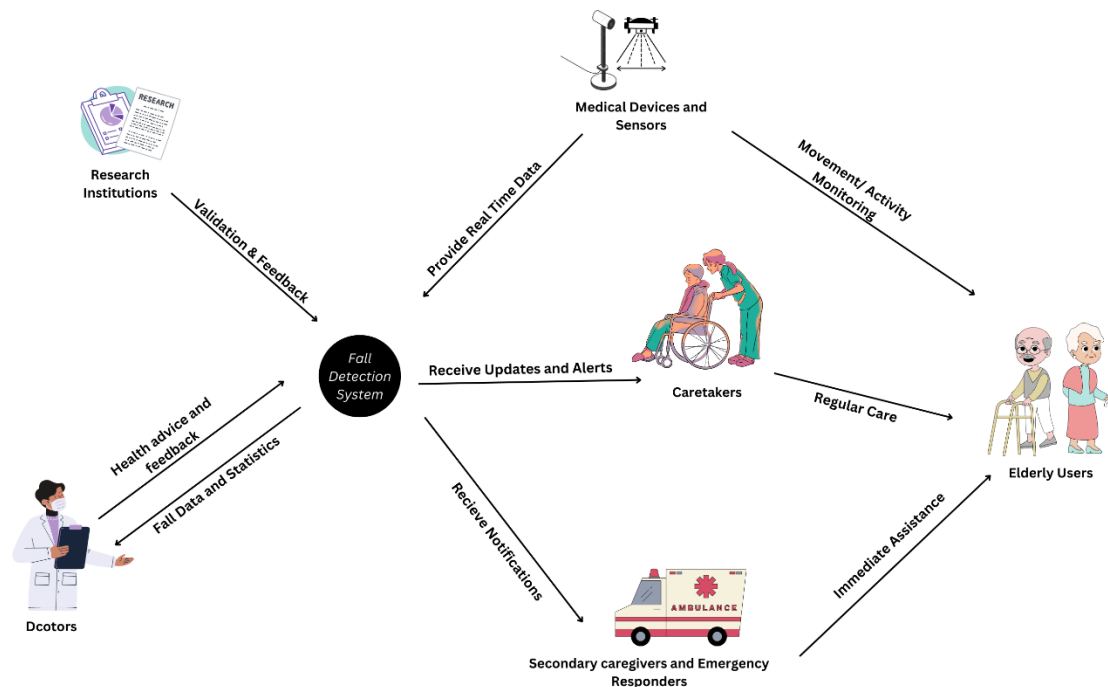 RESEARCH
Research
Institutions
Medical Devices and
Sensors
Validation & Feedback
Provide Real Time Data
Movement/ Activity
Monitoring
Fall
Detection
System
Receive Updates and Alerts
Caretakers
Regular Care
Elderly Users
Health advice and
feedback
Fall Data and Statistics
Dcotors
Recieve Notifications
AMBULANCE
Immediate Assistance
Secondary caregivers and Emergency
Responders